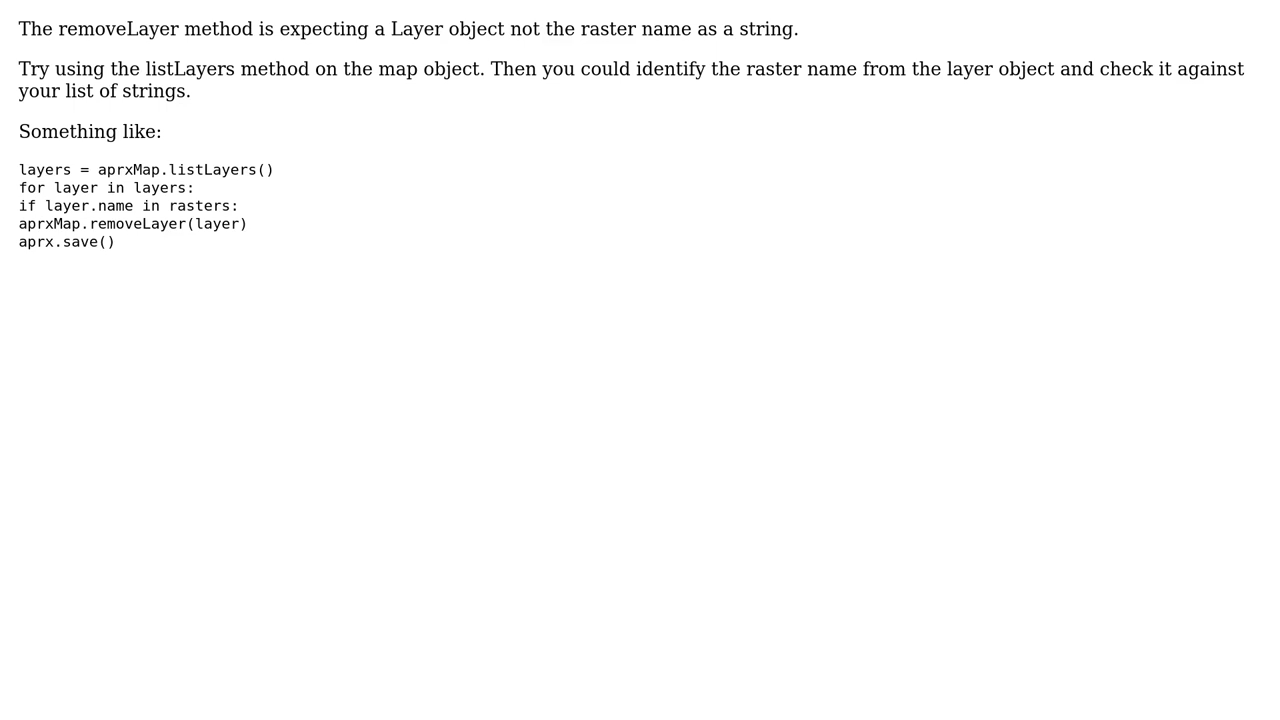 The removeLayer method is expecting a Layer object not the raster name as a string.
Try using the listLayers method on the map object. Then you could identify the raster name from the layer object and check it against
your list of strings.
Something like:
layers = aprxMap.listLayers()
for layer in layers:
if layer.name in rasters:
aprxMap.removeLayer(layer)
aprx.save()